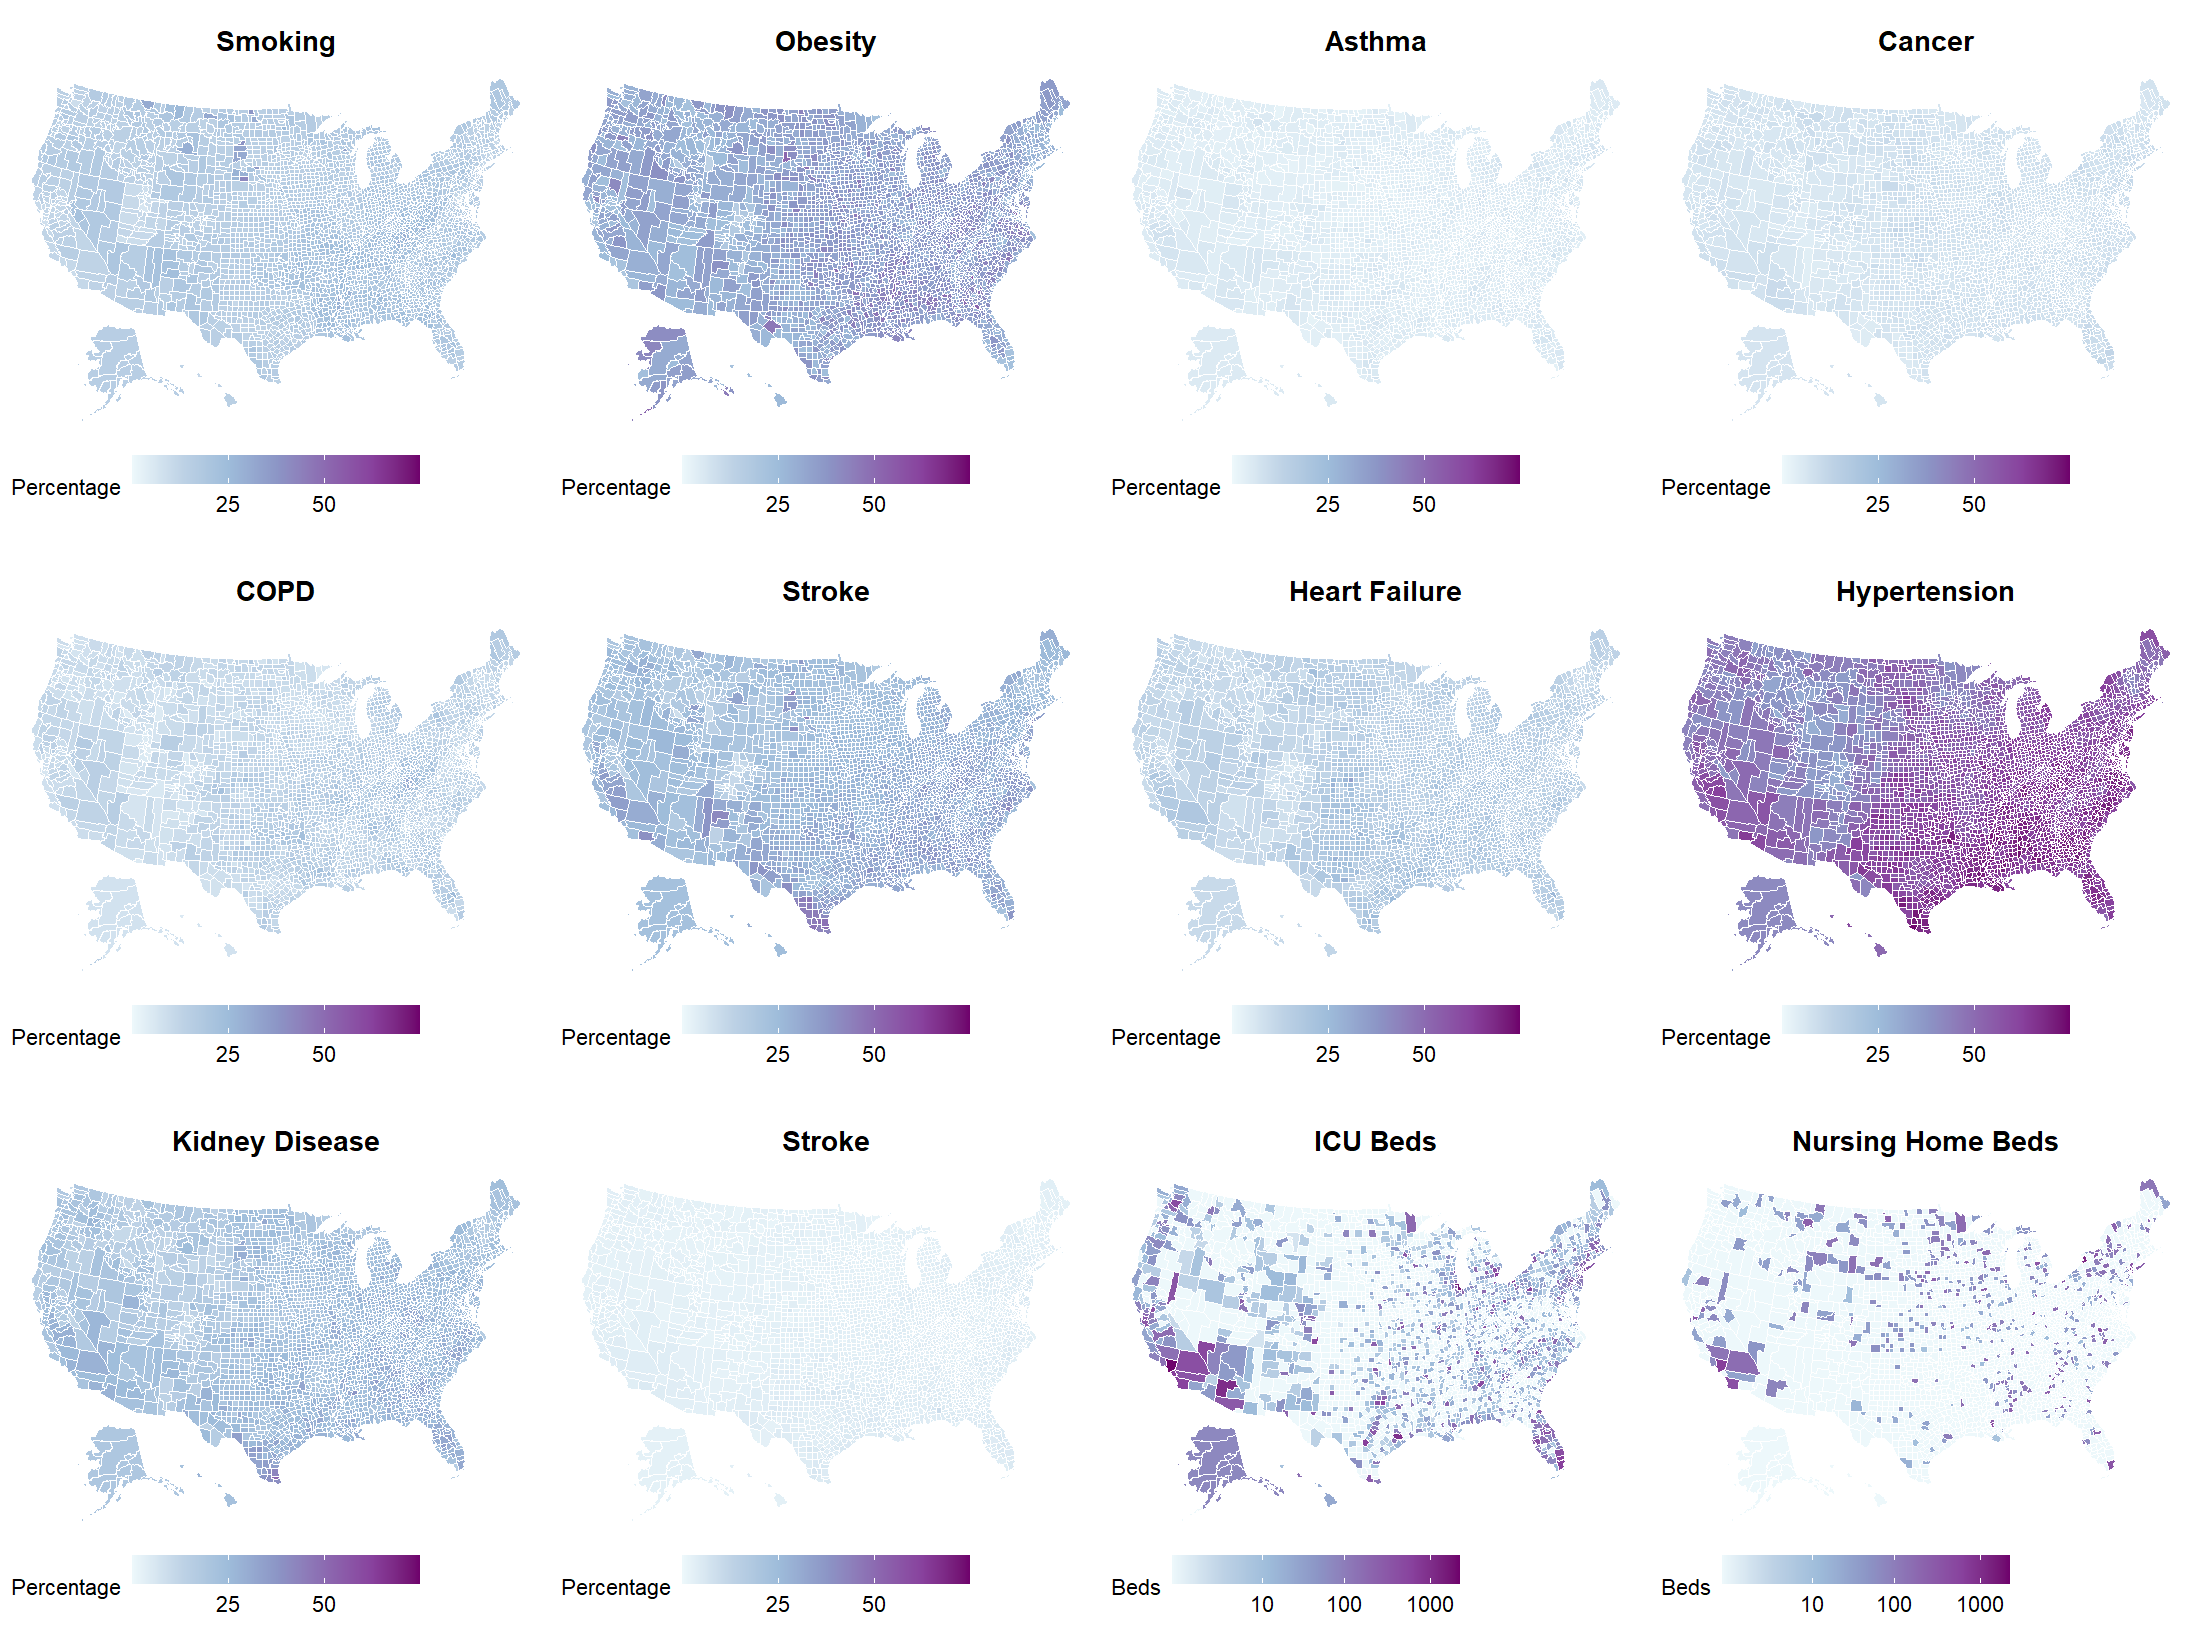 Smoking
Obesity
Asthma
Cancer
Percentage
25 50
Percentage
25 50
Percentage
25 50
Percentage
25 50
COPD
Stroke
Heart Failure
Hypertension
Percentage
25 50
Percentage
25 50
Percentage
25 50
Percentage
25 50
Kidney Disease
Stroke
ICU Beds
Nursing Home Beds
Percentage
25 50
Percentage
25 50
Beds
10 100 1000
Beds
10 100 1000